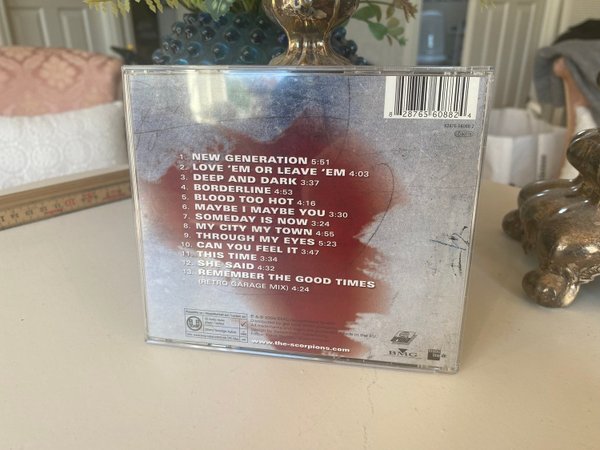 8 28765 60882 4
1. NEW GENERATION 5:51
2. LOVE 'EM OR LEAVE 'EM 4:03
3. DEEP AND DARK 3:37
4. BORDERLINE 4:53
5. BLOOD TOO HOT 4:16
6. MAYBE I MAYBE YOU 3:30
7. SOMEDAY IS NOW 3:24
8. MY CITY MY TOWN 4:55
9. THROUGH MY EYES 5:23
10. CAN YOU FEEL IT 3:47
11. THIS TIME 3:34
12. SHE SAID 4:32
13. REMEMBER THE GOOD TIMES
(RETRO GARAGE MIX) 4:24
www.the-scorpions.com
BMG